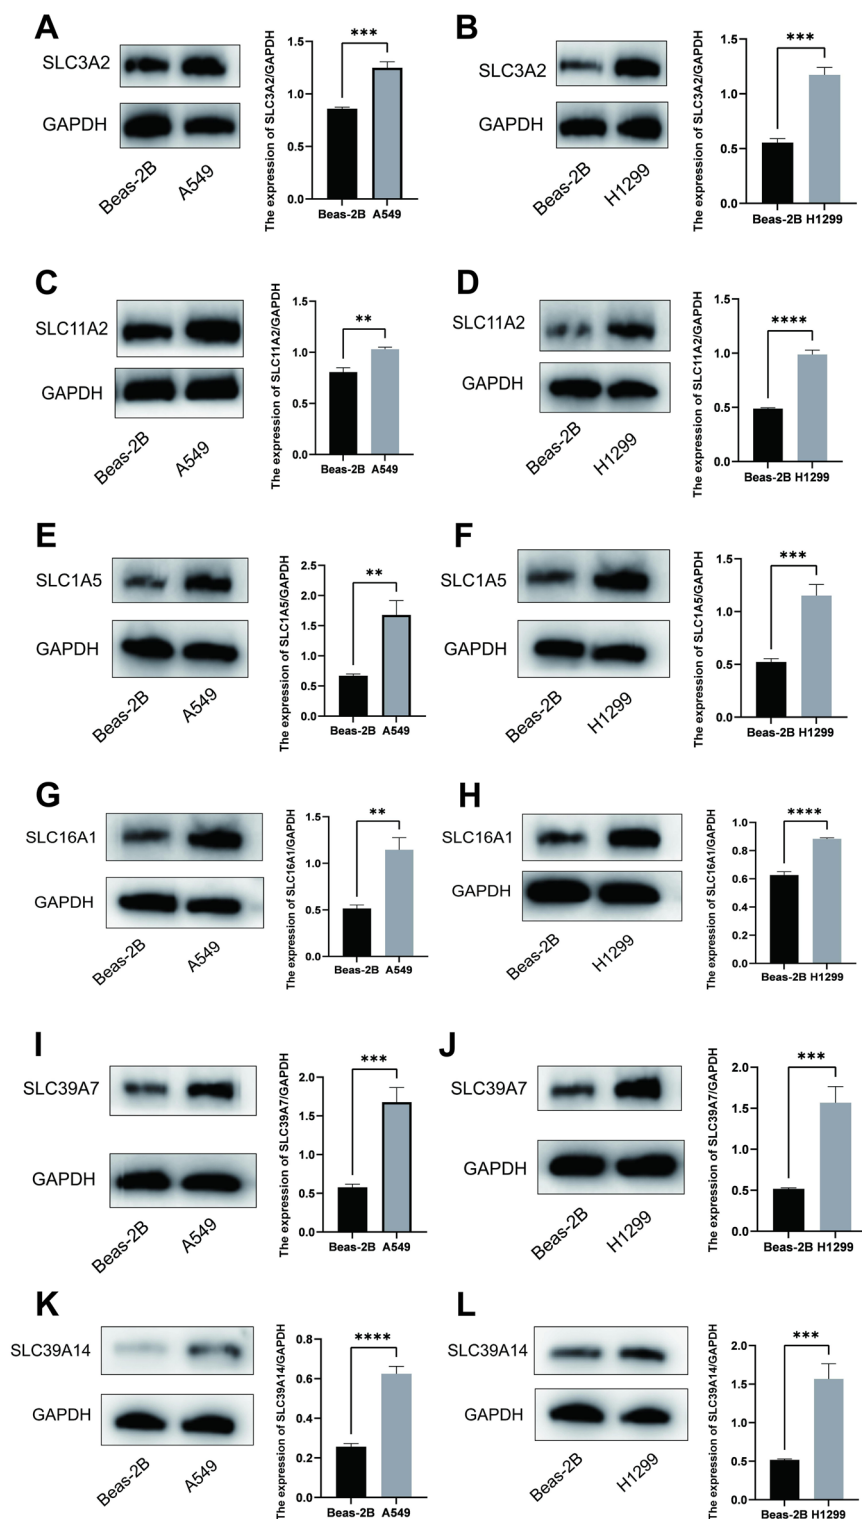 A
SLC3A2
GAPDH
Beas-2B
A549
The expression of SLC3A2/GAPDH
1.5
1.0
0.5
0.0
***
Beas-2B A549
B
SLC3A2
GAPDH
Beas-2B
H1299
The expression of SLC3A2/GAPDH
1.5
1.0
0.5
0.0
***
Beas-2B H1299
C
SLC11A2
GAPDH
Beas-2B
A549
The expression of SLC11A2/GAPDH
1.5
1.0
0.5
0.0
**
Beas-2B A549
D
SLC11A2
GAPDH
Beas-2B
H1299
The expression of SLC11A2/GAPDH
1.5
1.0
0.5
0.0
****
Beas-2B H1299
E
SLC1A5
GAPDH
Beas-2B
A549
The expression of SLC1A5/GAPDH
2.5
2.0
1.5
1.0
0.5
0.0
**
Beas-2B A549
F
SLC1A5
GAPDH
Beas-2B
H1299
The expression of SLC1A5/GAPDH
1.5
1.0
0.5
0.0
***
Beas-2B H1299
G
SLC16A1
GAPDH
Beas-2B
A549
The expression of SLC16A1/GAPDH
1.5
1.0
0.5
0.0
**
Beas-2B A549
H
SLC16A1
GAPDH
Beas-2B
H1299
The expression of SLC16A1/GAPDH
1.0
0.8
0.6
0.4
0.2
0.0
****
Beas-2B H1299
I
SLC39A7
GAPDH
Beas-2B
A549
The expression of SLC39A7/GAPDH
2.0
1.5
1.0
0.5
0.0
***
Beas-2B A549
J
SLC39A7
GAPDH
Beas-2B
H1299
The expression of SLC39A7/GAPDH
2.0
1.5
1.0
0.5
0.0
***
Beas-2B H1299
K
SLC39A14
GAPDH
Beas-2B
A549
The expression of SLC39A14/GAPDH
0.8
0.6
0.4
0.2
0.0
****
Beas-2B A549
L
SLC39A14
GAPDH
Beas-2B
H1299
The expression of SLC39A14/GAPDH
2.0
1.5
1.0
0.5
0.0
***
Beas-2B H1299